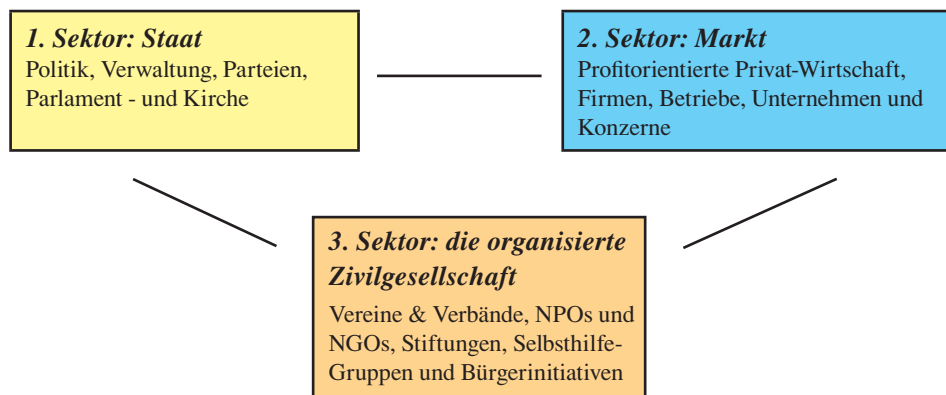 1. Sektor: Staat
Politik, Verwaltung, Parteien,
Parlament - und Kirche
2. Sektor: Markt
Profitorientierte Privat-Wirtschaft,
Firmen, Betriebe, Unternehmen und
Konzerne
3. Sektor: die organisierte
Zivilgesellschaft
Vereine & Verbände, NPOs und
NGOs, Stiftungen, Selbsthilfe-
Gruppen und Bürgerinitiativen